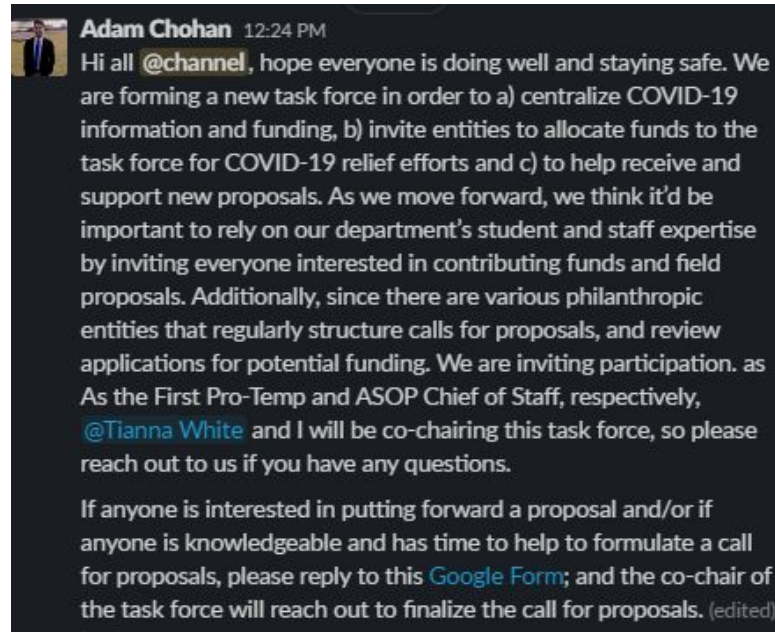 Adam Chohan 12:24 PM
Hi all @channel, hope everyone is doing well and staying safe. We
are forming a new task force in order to a) centralize COVID-19
information and funding, b) invite entities to allocate funds to the
task force for COVID-19 relief efforts and c) to help receive and
support new proposals. As we move forward, we think it'd be
important to rely on our department's student and staff expertise
by inviting everyone interested in contributing funds and field
proposals. Additionally, since there are various philanthropic
entities that regularly structure calls for proposals, and review
applications for potential funding. We are inviting participation. as
As the First Pro-Temp and ASOP Chief of Staff, respectively,
@Tianna White and I will be co-chairing this task force, so please
reach out to us if you have any questions.
If anyone is interested in putting forward a proposal and/or if
anyone is knowledgeable and has time to help to formulate a call
for proposals, please reply to this Google Form; and the co-chair of
the task force will reach out to finalize the call for proposals. (edited)